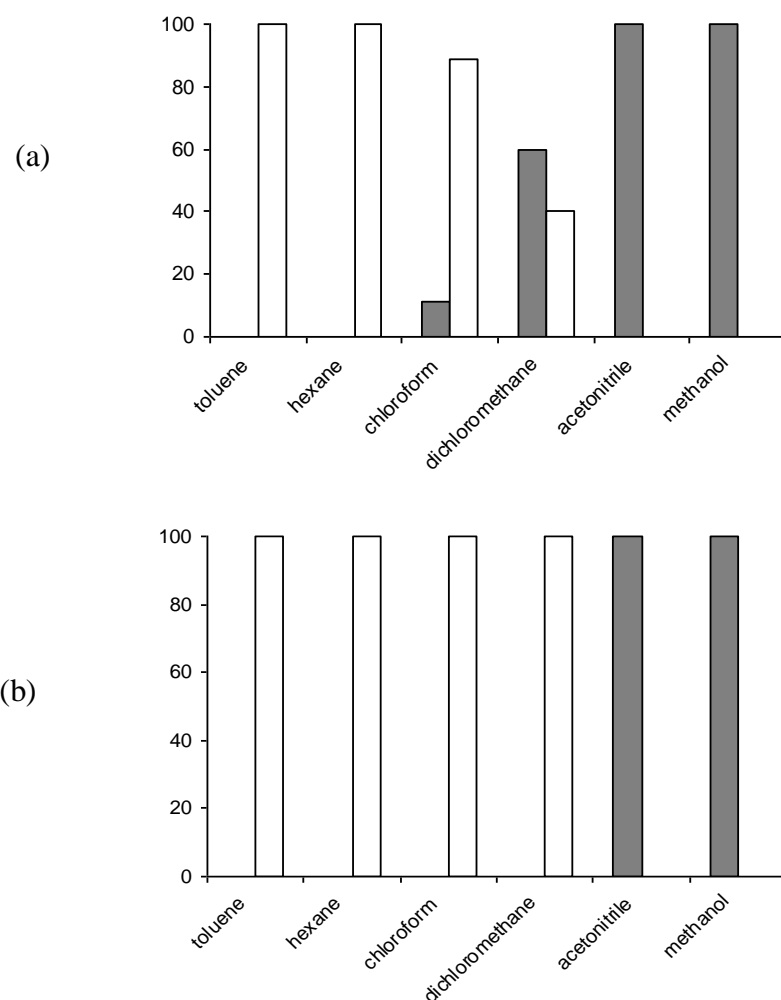 (a)
100
80
60
40
20
0
toluene
hexane
chloroform
dichloromethane
acetonitrile
methanol
(b)
100
80
60
40
20
0
toluene
hexane
chloroform
dichloromethane
acetonitrile
methanol